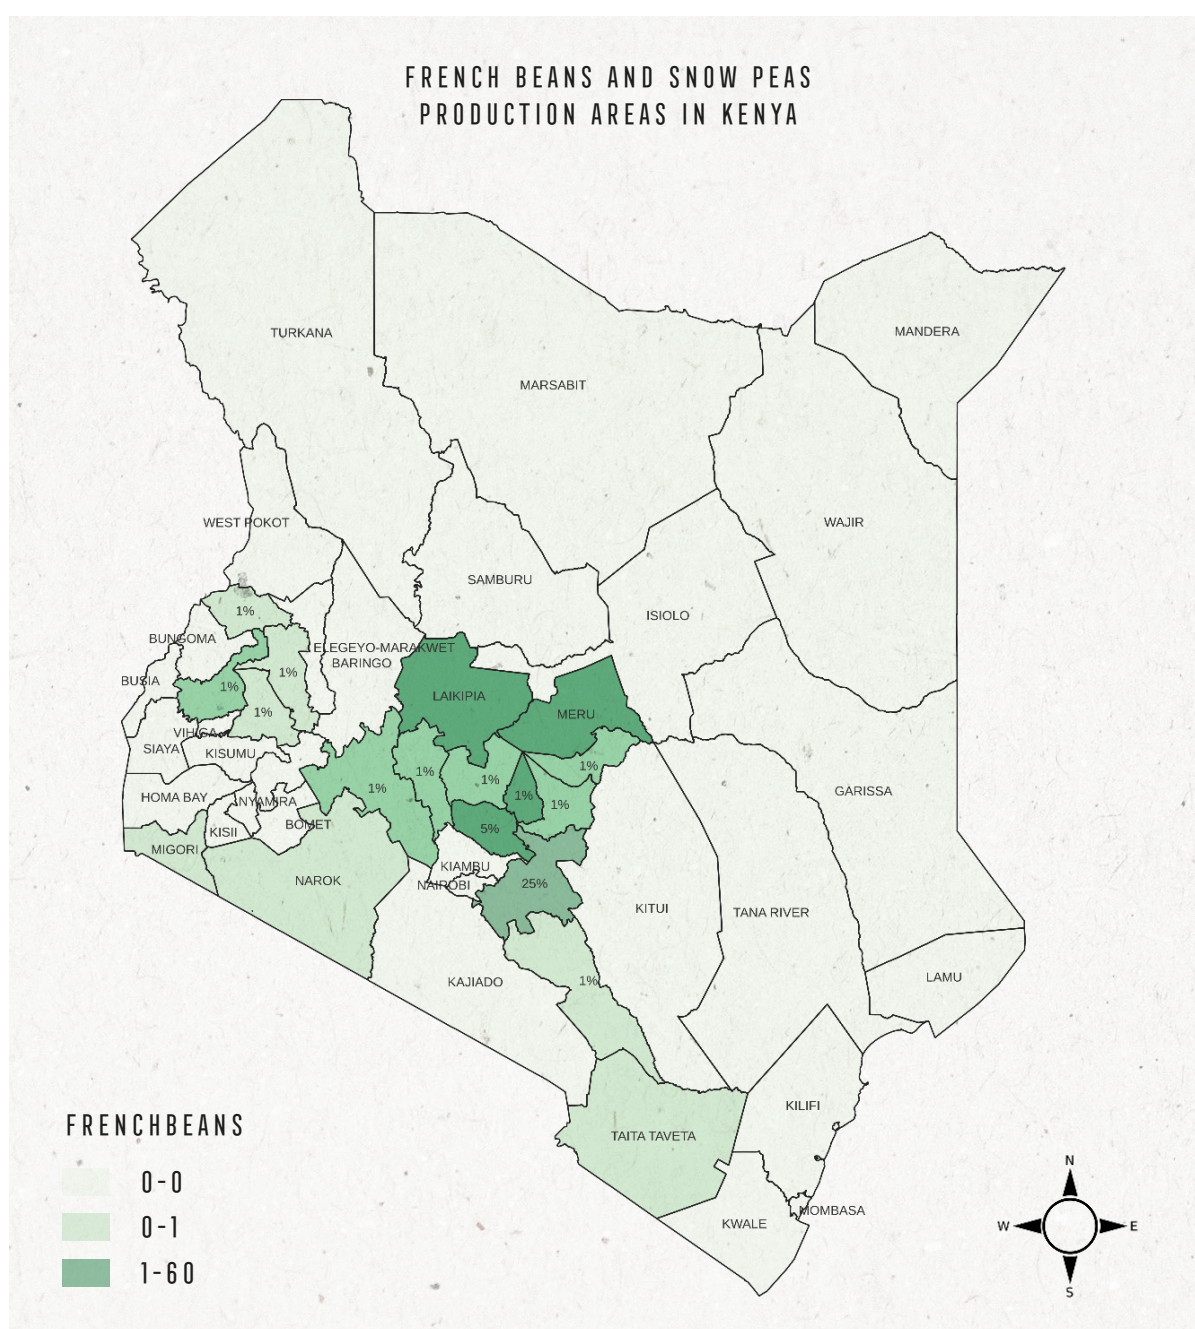 FRENCH BEANS AND SNOW PEAS
PRODUCTION AREAS IN KENYA
TURKANA
MANDERA
MARSABIT
WEST POKOT
WAJIR
SAMBURU
1%
ISIOLO
BUNGOMA
ELEGEYO-MARAKWET
BARINGO
1%
BUSIA
1%
LAIKIPIA
1%
MERU
VIHIGA
SIAYA
KISUMU
1%
1%
1%
1%
HOMA BAY
NYAMIRA
1%
1%
GARISSA
KISII
BOMET
5%
MIGORI
KIAMBU
NAROK
NAIROBI
25%
KITUI
TANA RIVER
KAJIADO
1%
LAMU
KILIFI
TAITA TAVETA
KWALE
MOMBASA
FRENCHBEANS
0-0
0-1
1-60
N
W
E
S